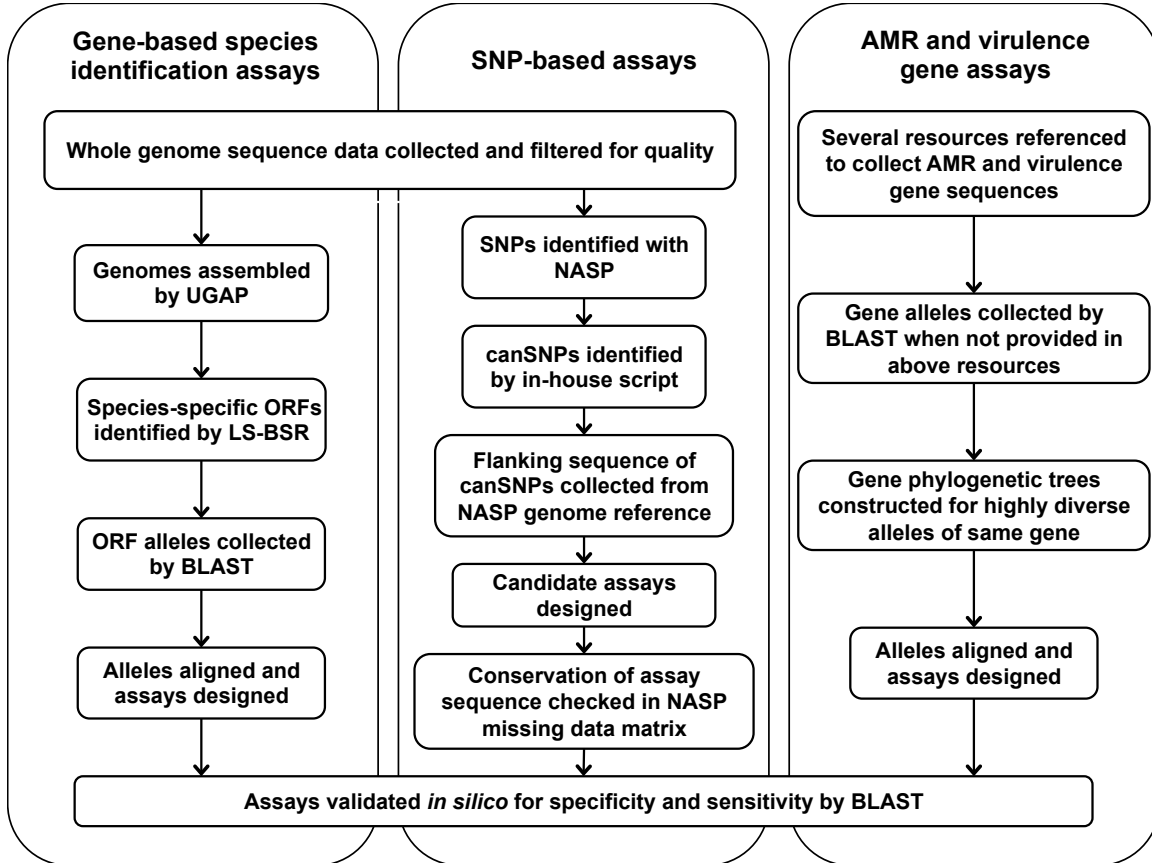 Gene-based species
identification assays
SNP-based assays
AMR and virulence
gene assays
Whole genome sequence data collected and filtered for quality
Several resources referenced
to collect AMR and virulence
gene sequences
Genomes assembled
by UGAP
SNPs identified with
NASP
Gene alleles collected by
BLAST when not provided in
above resources
canSNPs identified
by in-house script
Species-specific ORFs
identified by LS-BSR
Flanking sequence of
canSNPs collected from
NASP genome reference
Gene phylogenetic trees
constructed for highly diverse
alleles of same gene
ORF alleles collected
by BLAST
Candidate assays
designed
Alleles aligned and
assays designed
Conservation of assay
sequence checked in NASP
missing data matrix
Alleles aligned and
assays designed
Assays validated in silico for specificity and sensitivity by BLAST